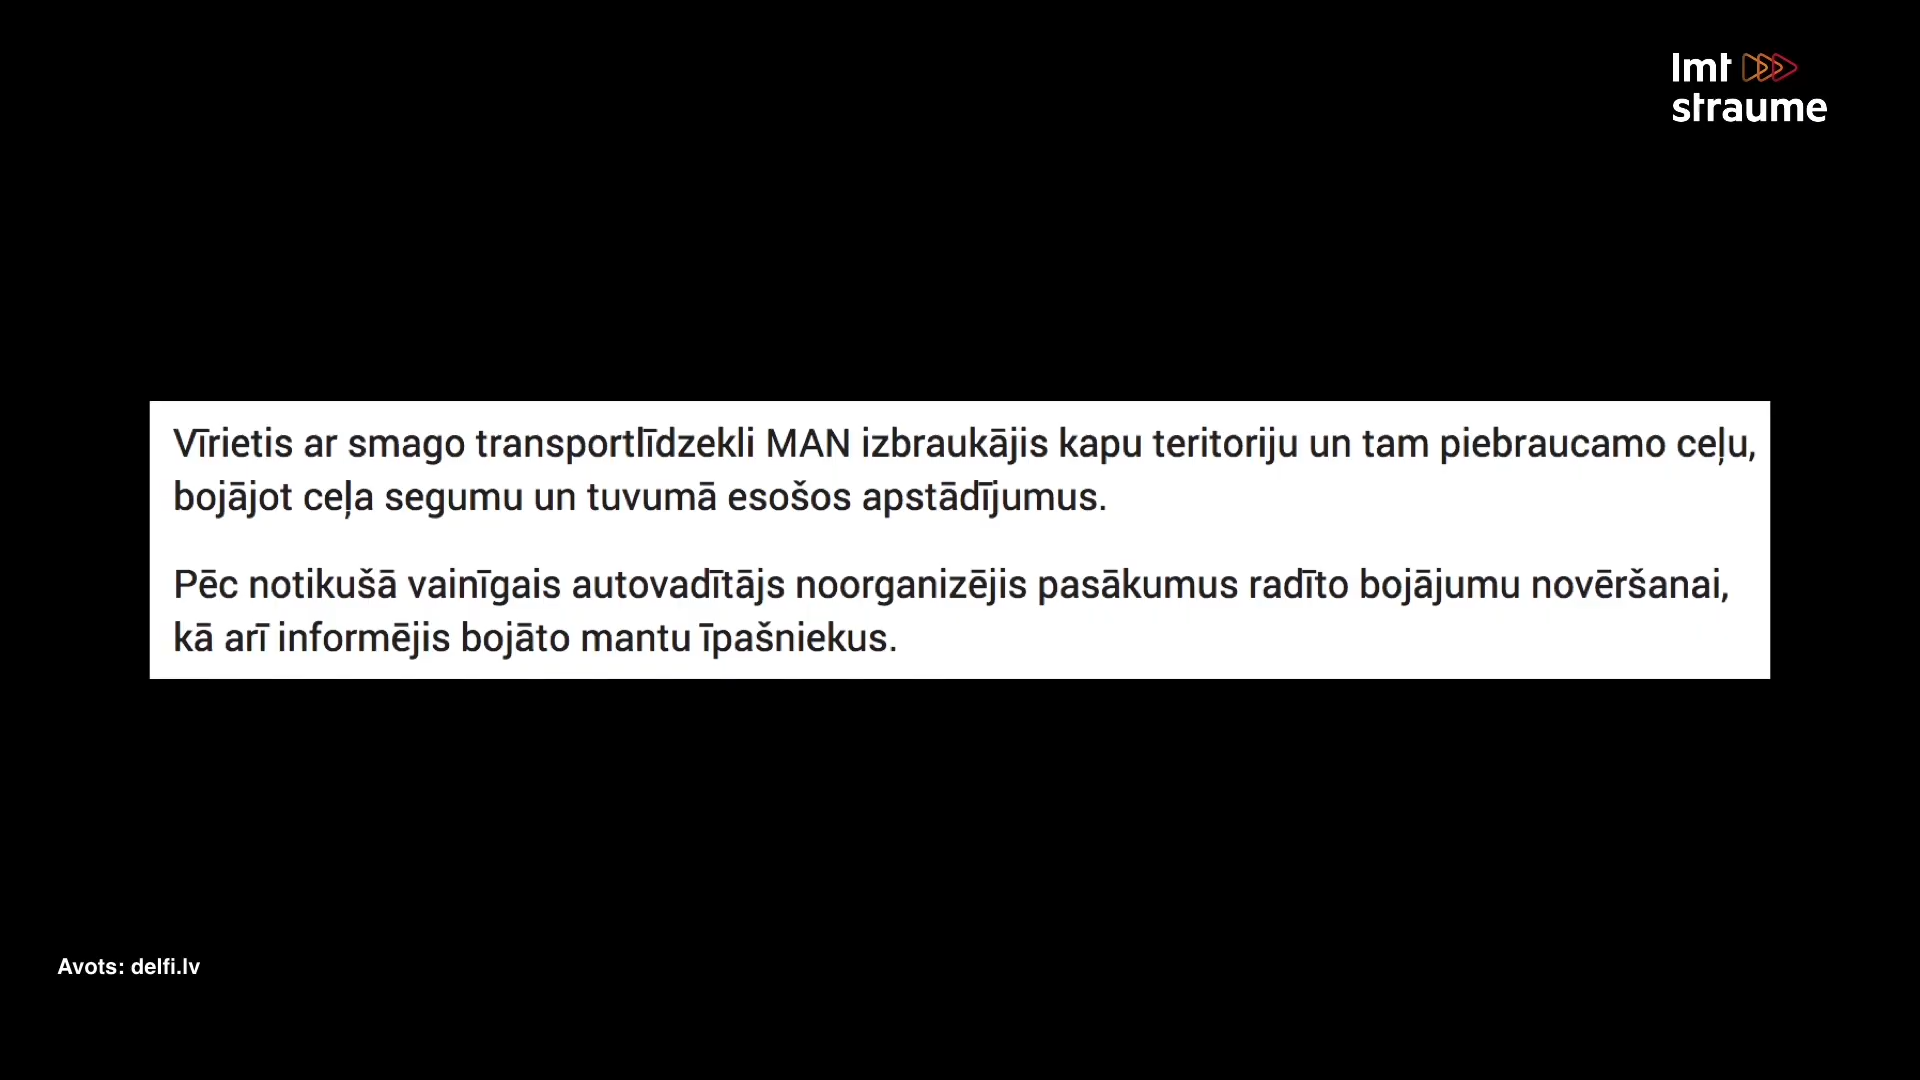 lmt
straume
Vīrietis ar smago transportlīdzekli MAN izbraukājis kapu teritoriju un tam piebraucamo ceļu,
bojājot ceļa segumu un tuvumā esošos apstādījumus.
Pēc notikušā vainīgais autovadītājs noorganizējis pasākumus radīto bojājumu novēršanai,
kā arī informējis bojāto mantu īpašniekus.
Avots: delfi.lv